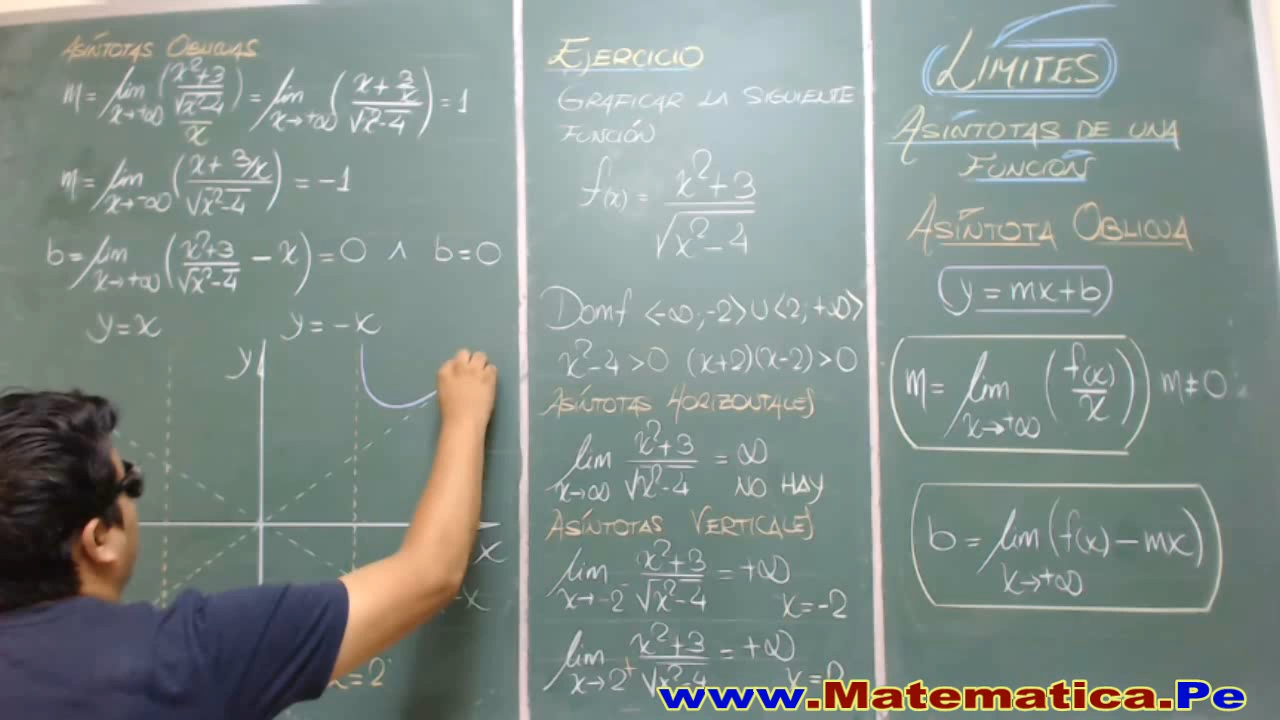 ASÍNTOTAS OBLICUAS
m = lim x→+∞ ((x²+3)/√(x²-4) / x) = lim x→+∞ ((x + 3/x)/√(x²-4)) = 1
m = lim x→-∞ ((x + 3/x)/√(x²-4)) = -1
b = lim x→+∞ ((x²+3)/√(x²-4) - x) = 0 ∧ b = 0
y = x y = -x
y
x
-x
x = 2
EJERCICIO
GRAFICAR LA SIGUIENTE
FUNCIÓN
f(x) = (x²+3)/√(x²-4)
Domf <-∞;-2> U <2;+∞>
x²-4 >0 (x+2)(x-2) >0
ASÍNTOTAS HORIZONTALES
lim x→∞ (x²+3)/√(x²-4) = ∞
NO HAY
ASÍNTOTAS VERTICALES
lim x→-2⁻ (x²+3)/√(x²-4) = +∞
x = -2
lim x→2⁺ (x²+3)/√(x²-4) = +∞
x = 2
LÍMITES
ASÍNTOTAS DE UNA
FUNCIÓN
ASÍNTOTA OBLICUA
y = mx+b
m = lim x→+∞ (f(x)/x) m ≠ 0
b = lim x→+∞ (f(x) - mx)
www.Matematica.Pe